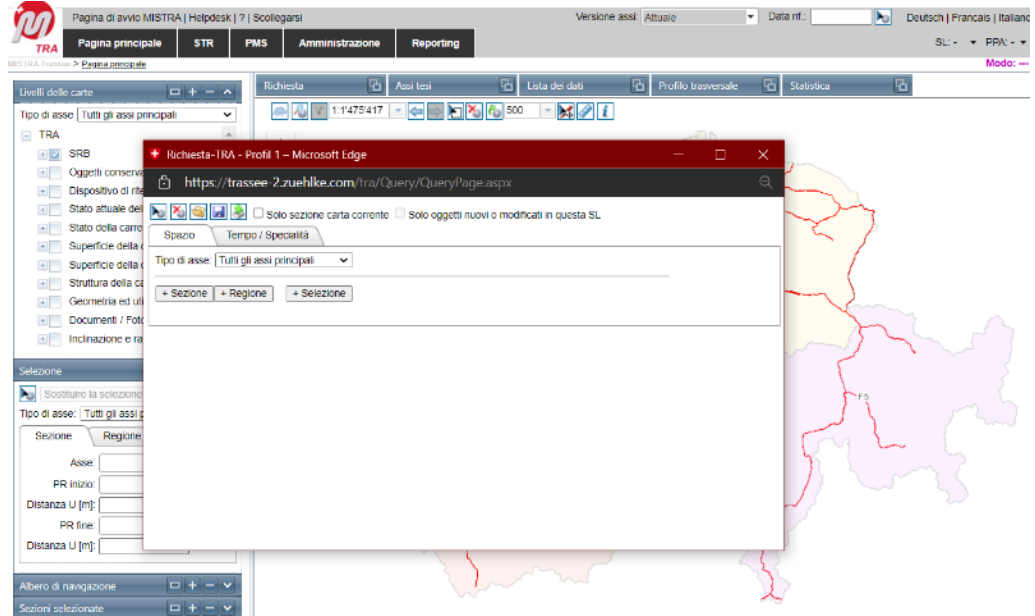 Pagina di avvio MISTRA | Helpdesk | ? | Scollegarsi
Versione assi: Attuale
Data rif.:
Deutsch | Francais | Italiano
TRA
Pagina principale STR PMS Amministrazione Reporting
SL: - PPA: -
MISTRA Trassee > Pagina principale
Modo: ---
Livelli delle carte
Richiesta Assi tesi Lista dei dati Profilo trasversale Statistica
Tipo di asse Tutti gli assi principali
1:1'475'417 500
TRA
SRB
Oggetti conserva
Dispositivo di rite
Stato attuale del
Stato della carre
Superficie della c
Superficie della c
Struttura della ca
Geometria ed uti
Documenti / Foto
Inclinazione e ra
Richiesta-TRA - Profil 1 – Microsoft Edge
https://trassee-2.zuehlke.com/tra/Query/QueryPage.aspx
Solo sezione carta corrente Solo oggetti nuovi o modificati in questa SL
Spazio Tempo / Specialità
Tipo di asse: Tutti gli assi principali
+ Sezione + Regione + Selezione
F5
Selezione
Sostituire la selezione
Tipo di asse: Tutti gli assi p
Sezione Regione
Asse:
PR inizio:
Distanza U [m]:
PR fine:
Distanza U [m]:
Albero di navigazione
Sezioni selezionate